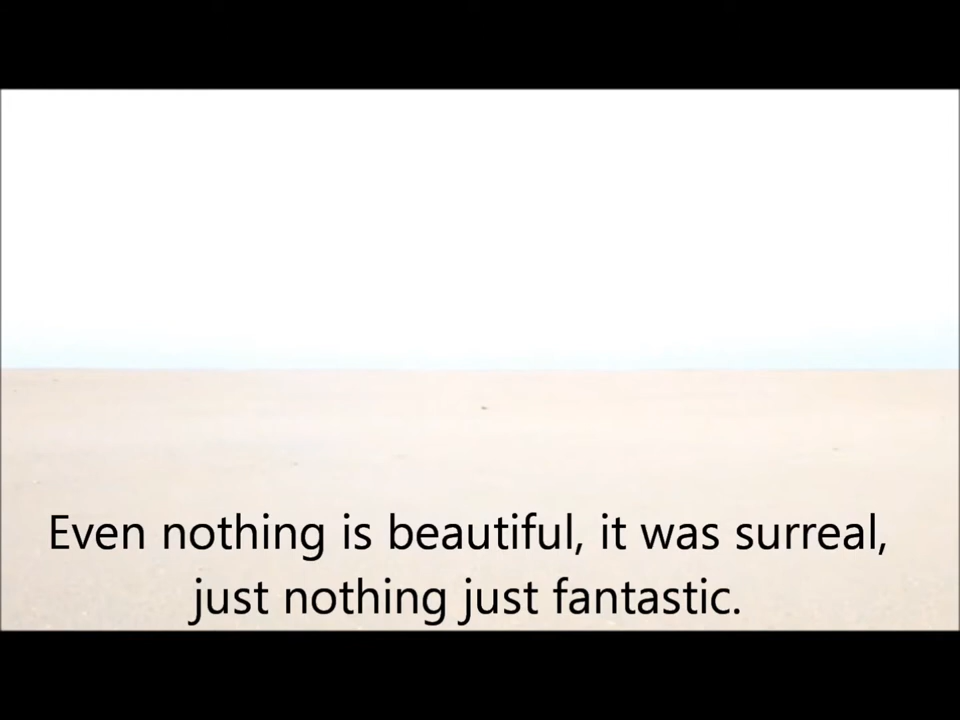 Even nothing is beautiful, it was surreal,
just nothing just fantastic.